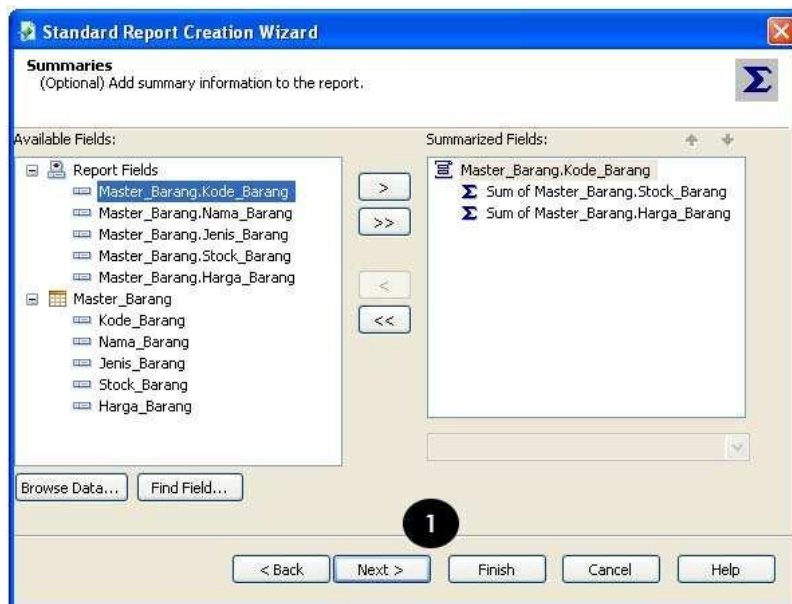 Standard Report Creation Wizard
Summaries
(Optional) Add summary information to the report.
Σ
Available Fields:
Report Fields
Master_Barang.Kode_Barang
Master_Barang.Nama_Barang
Master_Barang.Jenis_Barang
Master_Barang.Stock_Barang
Master_Barang.Harga_Barang
Master_Barang
Kode_Barang
Nama_Barang
Jenis_Barang
Stock_Barang
Harga_Barang
>
>>
<
<<
Summarized Fields:
Master_Barang.Kode_Barang
Σ Sum of Master_Barang.Stock_Barang
Σ Sum of Master_Barang.Harga_Barang
Browse Data... Find Field...
1
< Back Next > Finish Cancel Help